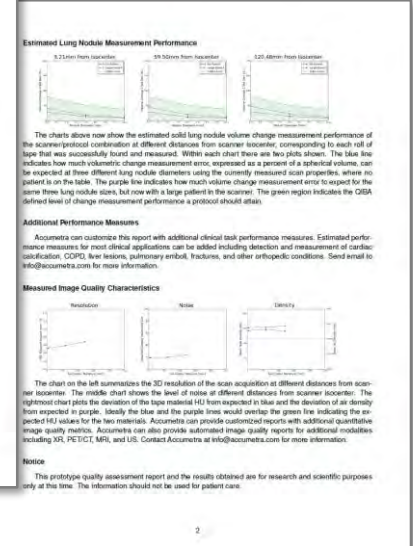 Estimated Lung Nodule Measurement Performance
3.21mm from Isocenter 59.50mm from Isocenter 120.48mm from Isocenter
The charts above now show the estimated solid lung nodule volume change measurement performance of
the scanner/protocol combination at different distances from scanner isocenter, corresponding to each roll of
tape that was successfully found and measured. Within each chart there are two plots shown. The blue line
indicates how much volumetric change measurement error, expressed as a percent of a spherical volume, can
be expected at three different lung nodule diameters using the currently measured scan properties, where no
patient is on the table. The purple line indicates how much volume change measurement error to expect for the
same three lung nodule sizes, but now with a large patient in the scanner. The green region indicates the QIBA
defined level of change measurement performance a protocol should attain.
Additional Performance Measures
Accumetra can customize this report with additional clinical task performance measures. Estimated perfor-
mance measures for most clinical applications can be added including detection and measurement of cardiac
calcification, COPD, liver lesions, pulmonary emboli, fractures, and other orthopedic conditions. Send email to
info@accumetra.com for more information.
Measured Image Quality Characteristics
Resolution Noise Density
The chart on the left summarizes the 3D resolution of the scan acquisition at different distances from scan-
ner isocenter. The middle chart shows the level of noise at different distances from scanner isocenter. The
rightmost chart plots the deviation of the tape material HU from expected in blue and the deviation of air density
from expected in purple. Ideally the blue and the purple lines would overlap the green line indicating the ex-
pected HU values for the two materials. Accumetra can provide customized reports with additional quantitative
image quality metrics. Accumetra can also provide automated image quality reports for additional modalities
including XR, PET/CT, MRI, and US. Contact Accumetra at info@accumetra.com for more information.
Notice
This prototype quality assessment report and the results obtained are for research and scientific purposes
only at this time. The information should not be used for patient care.
2